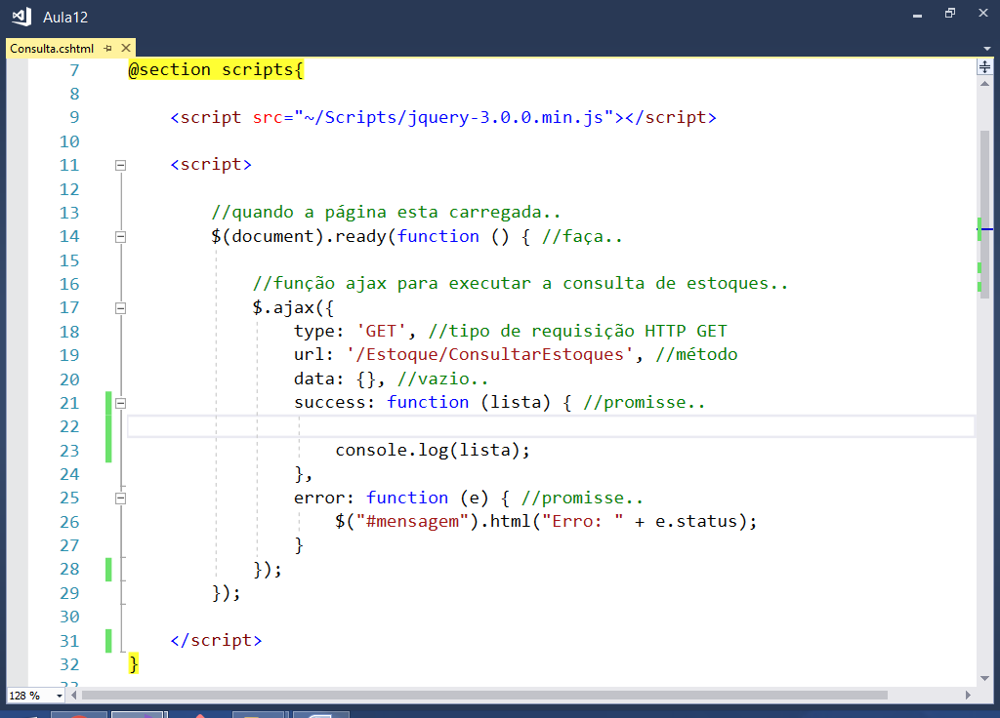 Aula12
Consulta.cshtml
7 @section scripts{
8
9 <script src="~/Scripts/jquery-3.0.0.min.js"></script>
10
11 <script>
12
13 //quando a página esta carregada..
14 $(document).ready(function () { //faça..
15
16 //função ajax para executar a consulta de estoques..
17 $.ajax({
18 type: 'GET', //tipo de requisição HTTP GET
19 url: '/Estoque/ConsultarEstoques', //método
20 data: {}, //vazio..
21 success: function (lista) { //promisse..
22
23 console.log(lista);
24 },
25 error: function (e) { //promisse..
26 $("#mensagem").html("Erro: " + e.status);
27 }
28 });
29 });
30
31 </script>
32 }
33
128 %